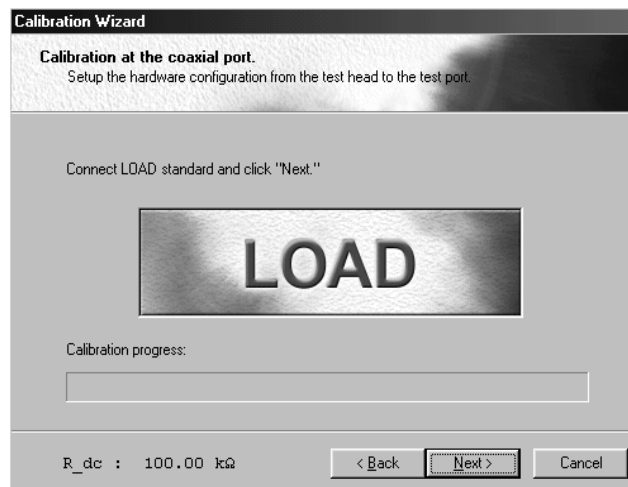 Calibration Wizard
Calibration at the coaxial port.
Setup the hardware configuration from the test head to the test port.
Connect LOAD standard and click "Next."
LOAD
Calibration progress:
R_dc : 100.00 kΩ
< Back
Next >
Cancel